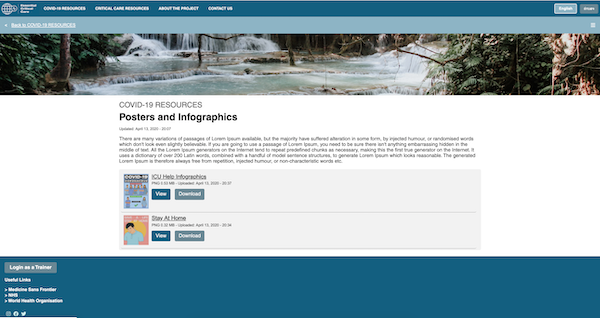 Essential
Critical
Care
COVID-19 RESOURCES
CRITICAL CARE RESOURCES
ABOUT THE PROJECT
CONTACT US
English
Back to COVID-19 RESOURCES
COVID-19 RESOURCES
Posters and Infographics
Updated: April 13, 2020 - 20:37
There are many variations of passages of Lorem Ipsum available, but the majority have suffered alteration in some form, by injected humour, or randomised words
which don't look even slightly believable. If you are going to use a passage of Lorem Ipsum, you need to be sure there isn't anything embarrassing hidden in the
middle of text. All the Lorem Ipsum generators on the Internet tend to repeat predefined chunks as necessary, making this the first true generator on the Internet. It
uses a dictionary of over 200 Latin words, combined with a handful of model sentence structures, to generate Lorem Ipsum which looks reasonable. The generated
Lorem Ipsum is therefore always free from repetition, injected humour, or non-characteristic words etc.
ICU Help Infographics
PNG 0.52 MB - Uploaded: April 13, 2020 - 20:37
View
Download
Stay At Home
PNG 0.32 MB - Uploaded: April 13, 2020 - 20:34
View
Download
Login as a Trainer
Useful Links
> Medicine Sans Frontier
> NHS
> World Health Organisation